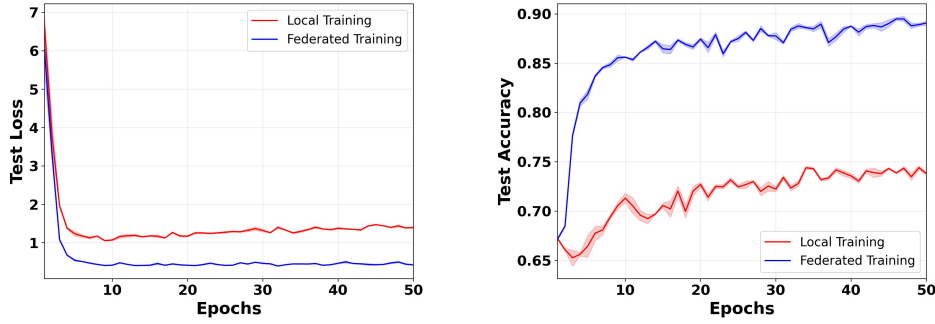 7
6
5
4
3
2
1
10
20
30
40
50
Test Loss
Epochs
Local Training
Federated Training
0.90
0.85
0.80
0.75
0.70
0.65
10
20
30
40
50
Test Accuracy
Epochs
Local Training
Federated Training